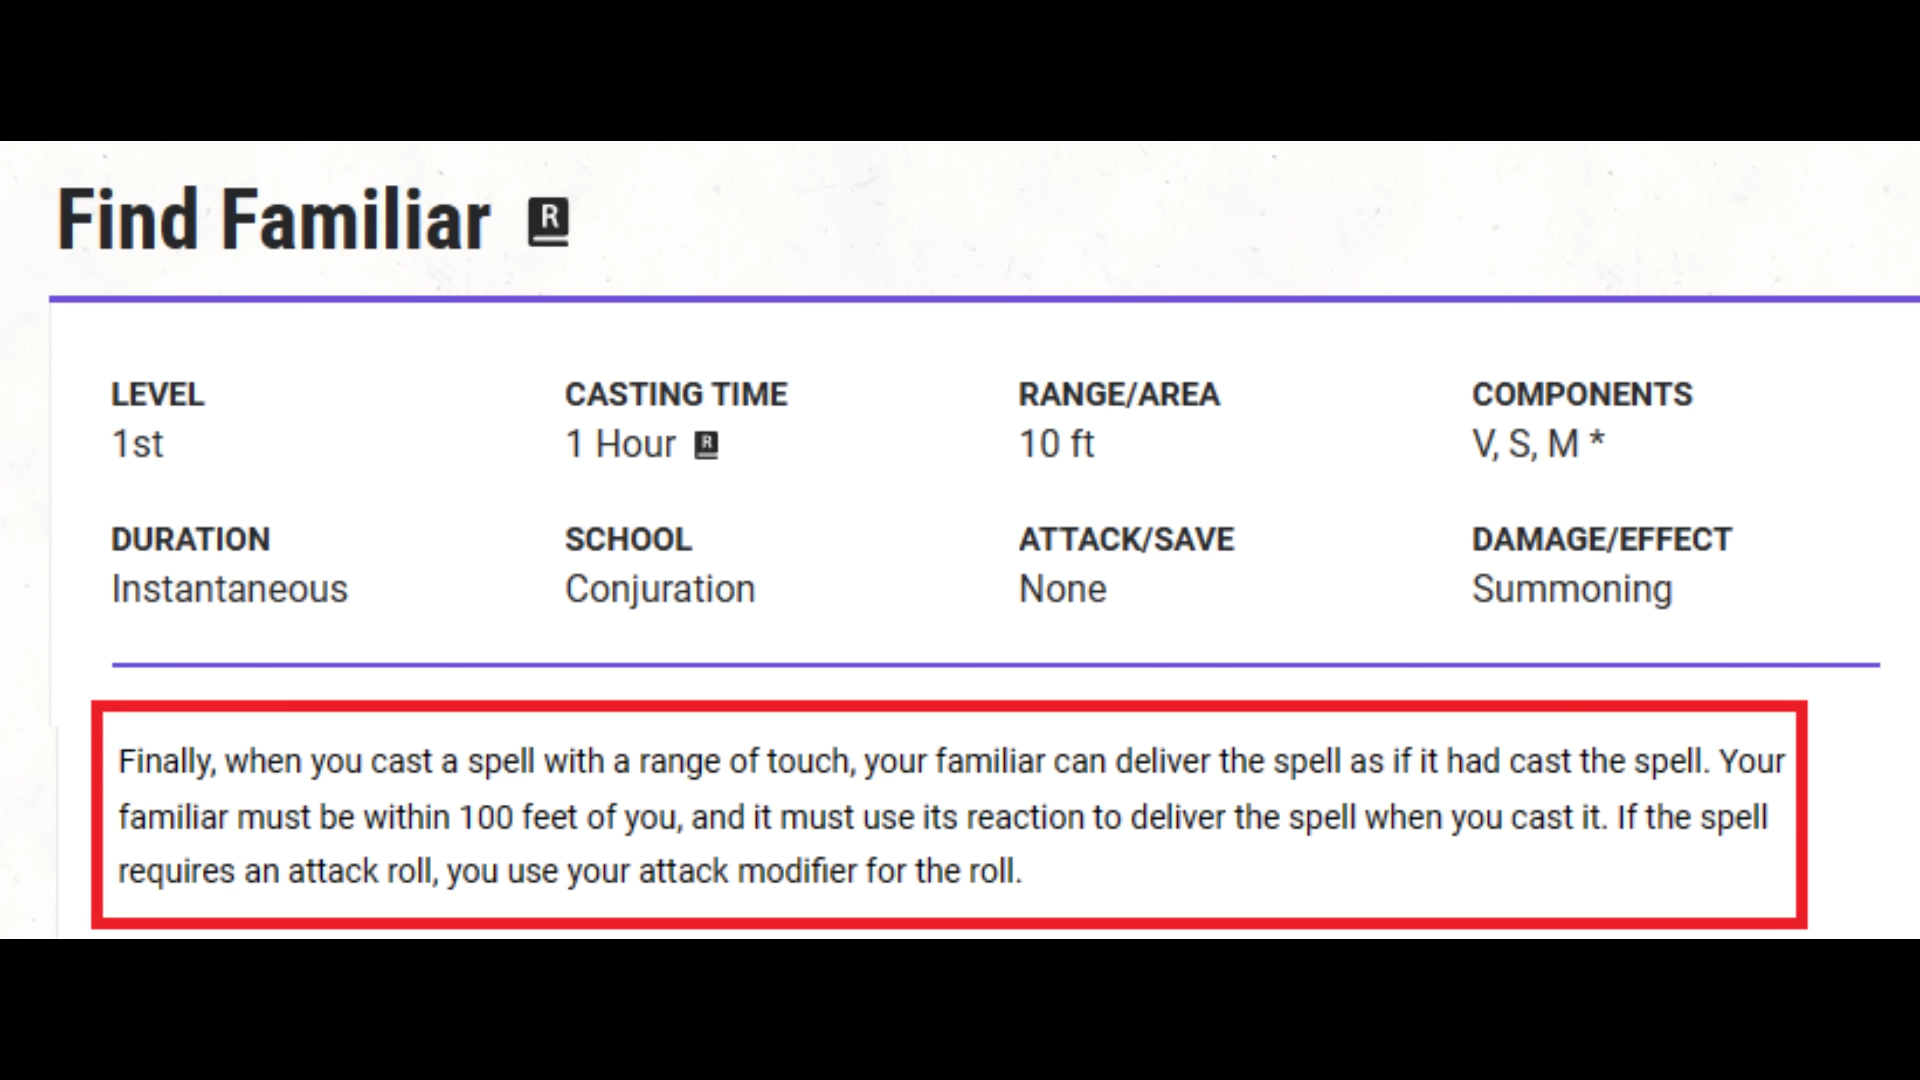 Find Familiar R
LEVEL CASTING TIME RANGE/AREA COMPONENTS
1st 1 Hour R 10 ft V, S, M *
DURATION SCHOOL ATTACK/SAVE DAMAGE/EFFECT
Instantaneous Conjuration None Summoning
Finally, when you cast a spell with a range of touch, your familiar can deliver the spell as if it had cast the spell. Your
familiar must be within 100 feet of you, and it must use its reaction to deliver the spell when you cast it. If the spell
requires an attack roll, you use your attack modifier for the roll.